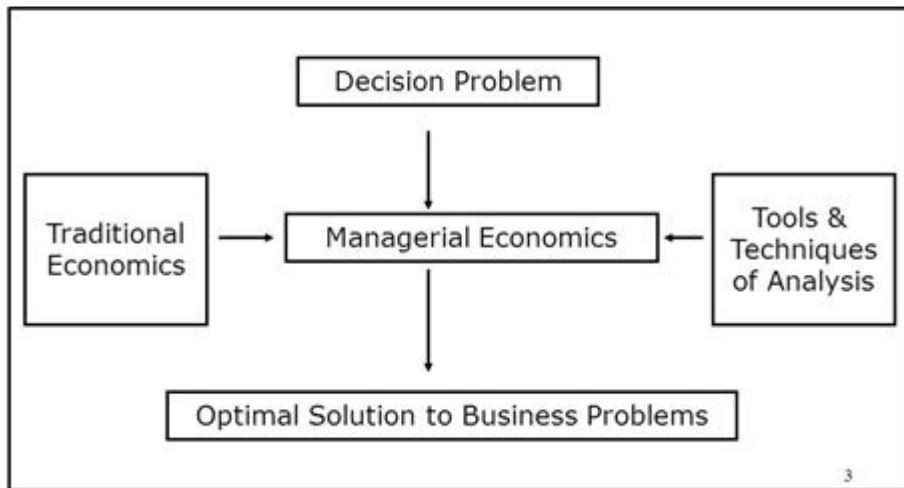 Decision Problem
Traditional
Economics
Managerial Economics
Tools &
Techniques
of Analysis
Optimal Solution to Business Problems
3